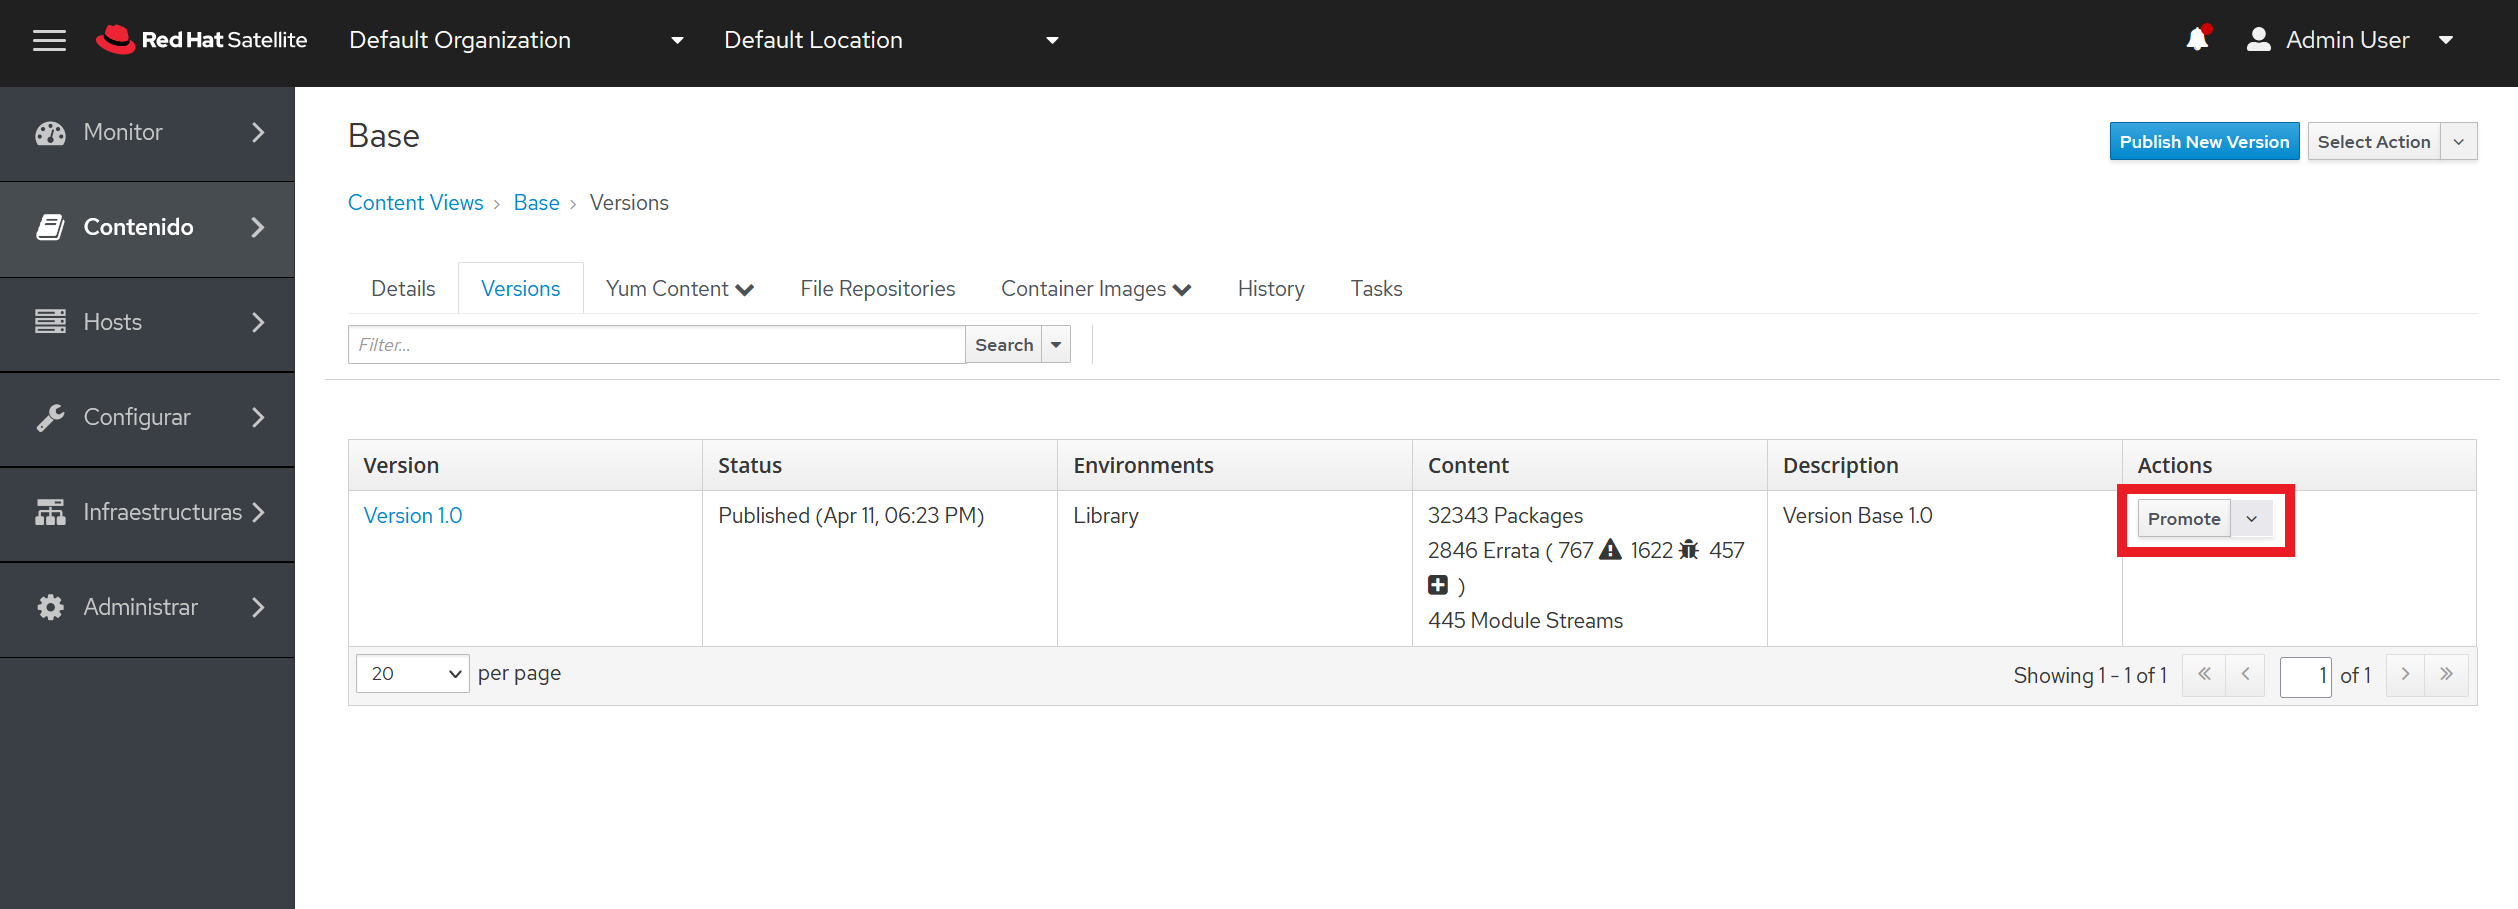 Red Hat Satellite Default Organization Default Location Admin User
Monitor
Contenido
Hosts
Configurar
Infraestructuras
Administrar
Base
Publish New Version Select Action
Content Views › Base › Versions
Details Versions Yum Content File Repositories Container Images History Tasks
Filter... Search
Version Status Environments Content Description Actions
Version 1.0 Published (Apr 11, 06:23 PM) Library 32343 Packages Version Base 1.0 Promote
2846 Errata ( 767 1622 457
)
445 Module Streams
20 per page Showing 1 - 1 of 1 « ‹ 1 of 1 › »